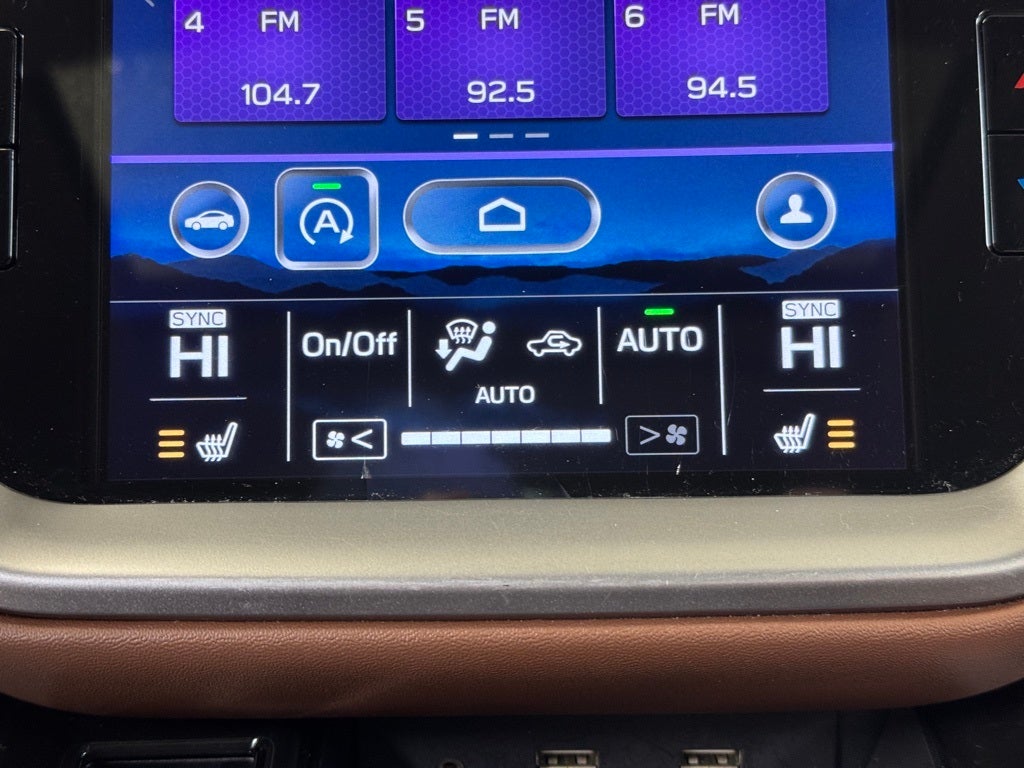 4 FM 5 FM 6 FM
104.7 92.5 94.5
A
SYNC SYNC
HI On/Off AUTO HI
AUTO
< >